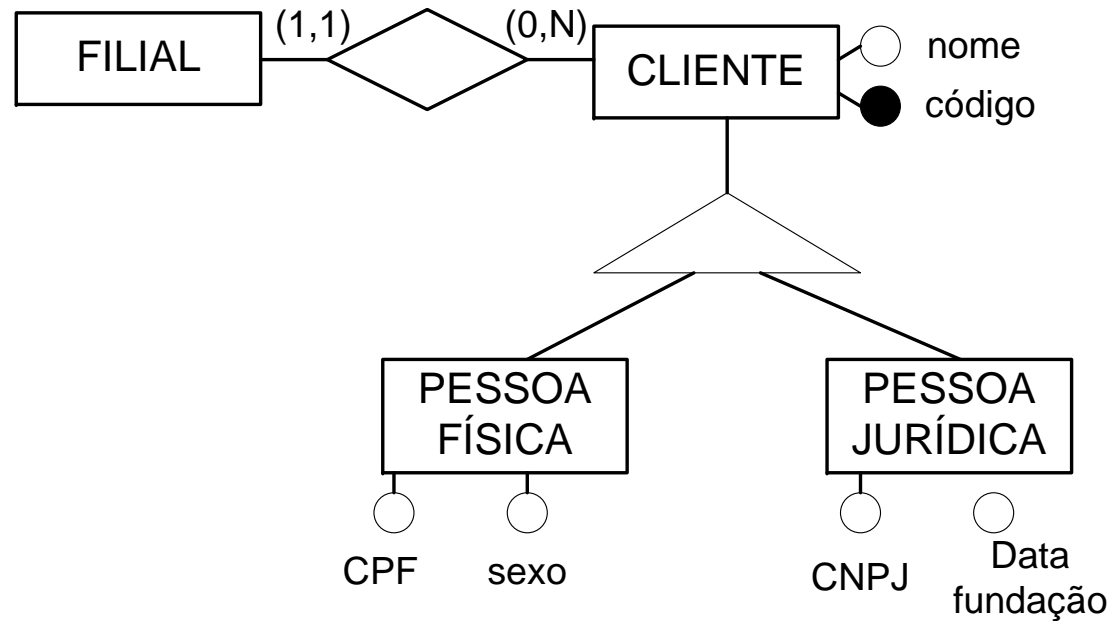 (1,1)
(0,N)
FILIAL
CLIENTE
nome
código
PESSOA
FÍSICA
PESSOA
JURÍDICA
CPF
sexo
CNPJ
Data
fundação